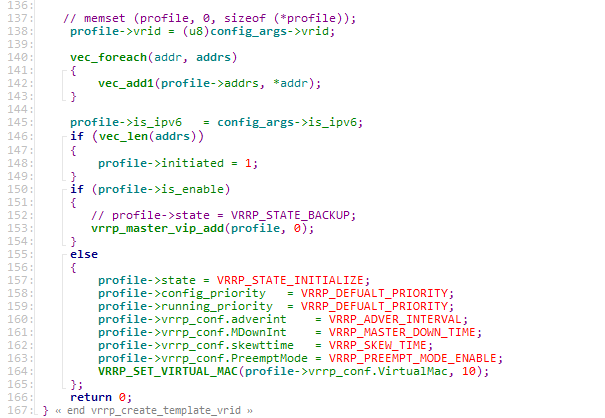 136:
137: // memset (profile, 0, sizeof (*profile));
138: profile->vrid = (u8)config_args->vrid;
139:
140: vec_foreach(addr, addrs)
141: {
142: vec_add1(profile->addrs, *addr);
143: }
144:
145: profile->is_ipv6 = config_args->is_ipv6;
146: if (vec_len(addrs))
147: {
148: profile->initiated = 1;
149: }
150: if (profile->is_enable)
151: {
152: // profile->state = VRRP_STATE_BACKUP;
153: vrrp_master_vip_add(profile, 0);
154: }
155: else
156: {
157: profile->state = VRRP_STATE_INITIALIZE;
158: profile->config_priority = VRRP_DEFUALT_PRIORITY;
159: profile->running_priority = VRRP_DEFUALT_PRIORITY;
160: profile->vrrp_conf.adverint = VRRP_ADVER_INTERVAL;
161: profile->vrrp_conf.MDownInt = VRRP_MASTER_DOWN_TIME;
162: profile->vrrp_conf.skewttime = VRRP_SKEW_TIME;
163: profile->vrrp_conf.PreemptMode = VRRP_PREEMPT_MODE_ENABLE;
164: VRRP_SET_VIRTUAL_MAC(profile->vrrp_conf.VirtualMac, 10);
165: };
166: return 0;
167: } « end vrrp_create_template_vrid »